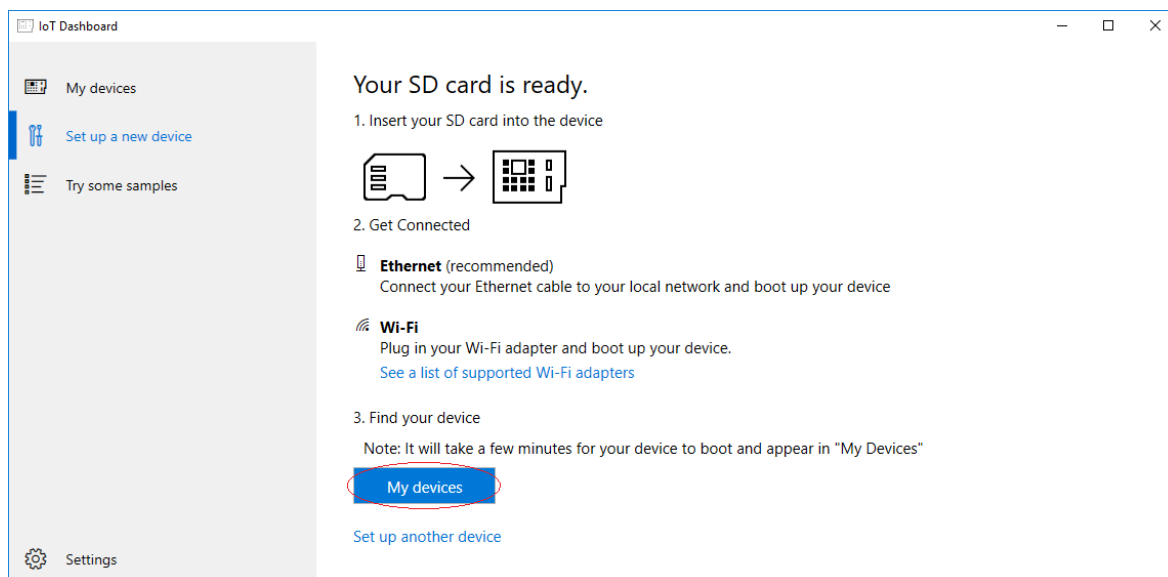 IoT Dashboard
My devices
Set up a new device
Try some samples
Settings
Your SD card is ready.
1. Insert your SD card into the device
2. Get Connected
Ethernet (recommended)
Connect your Ethernet cable to your local network and boot up your device
Wi-Fi
Plug in your Wi-Fi adapter and boot up your device.
See a list of supported Wi-Fi adapters
3. Find your device
Note: It will take a few minutes for your device to boot and appear in "My Devices"
My devices
Set up another device